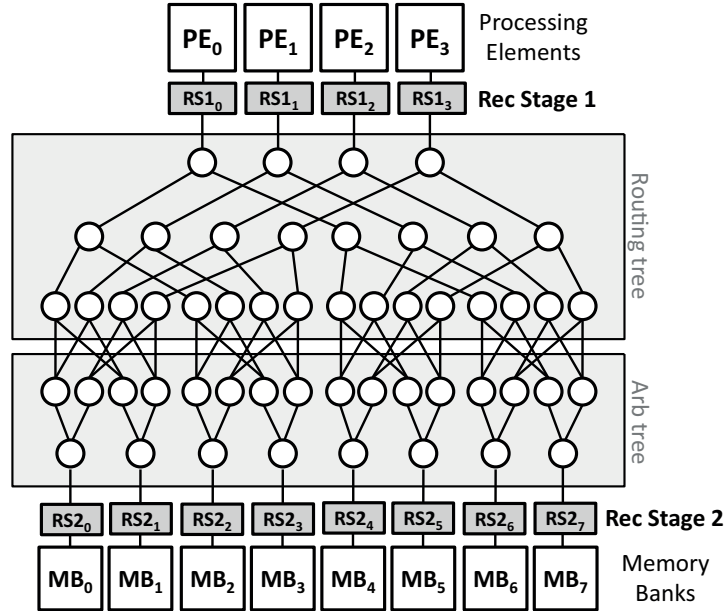 PE0 PE1 PE2 PE3 Processing Elements
RS10 RS11 RS12 RS13 Rec Stage 1
Routing tree
Arb tree
RS20 RS21 RS22 RS23 RS24 RS25 RS26 RS27 Rec Stage 2
MB0 MB1 MB2 MB3 MB4 MB5 MB6 MB7 Memory Banks